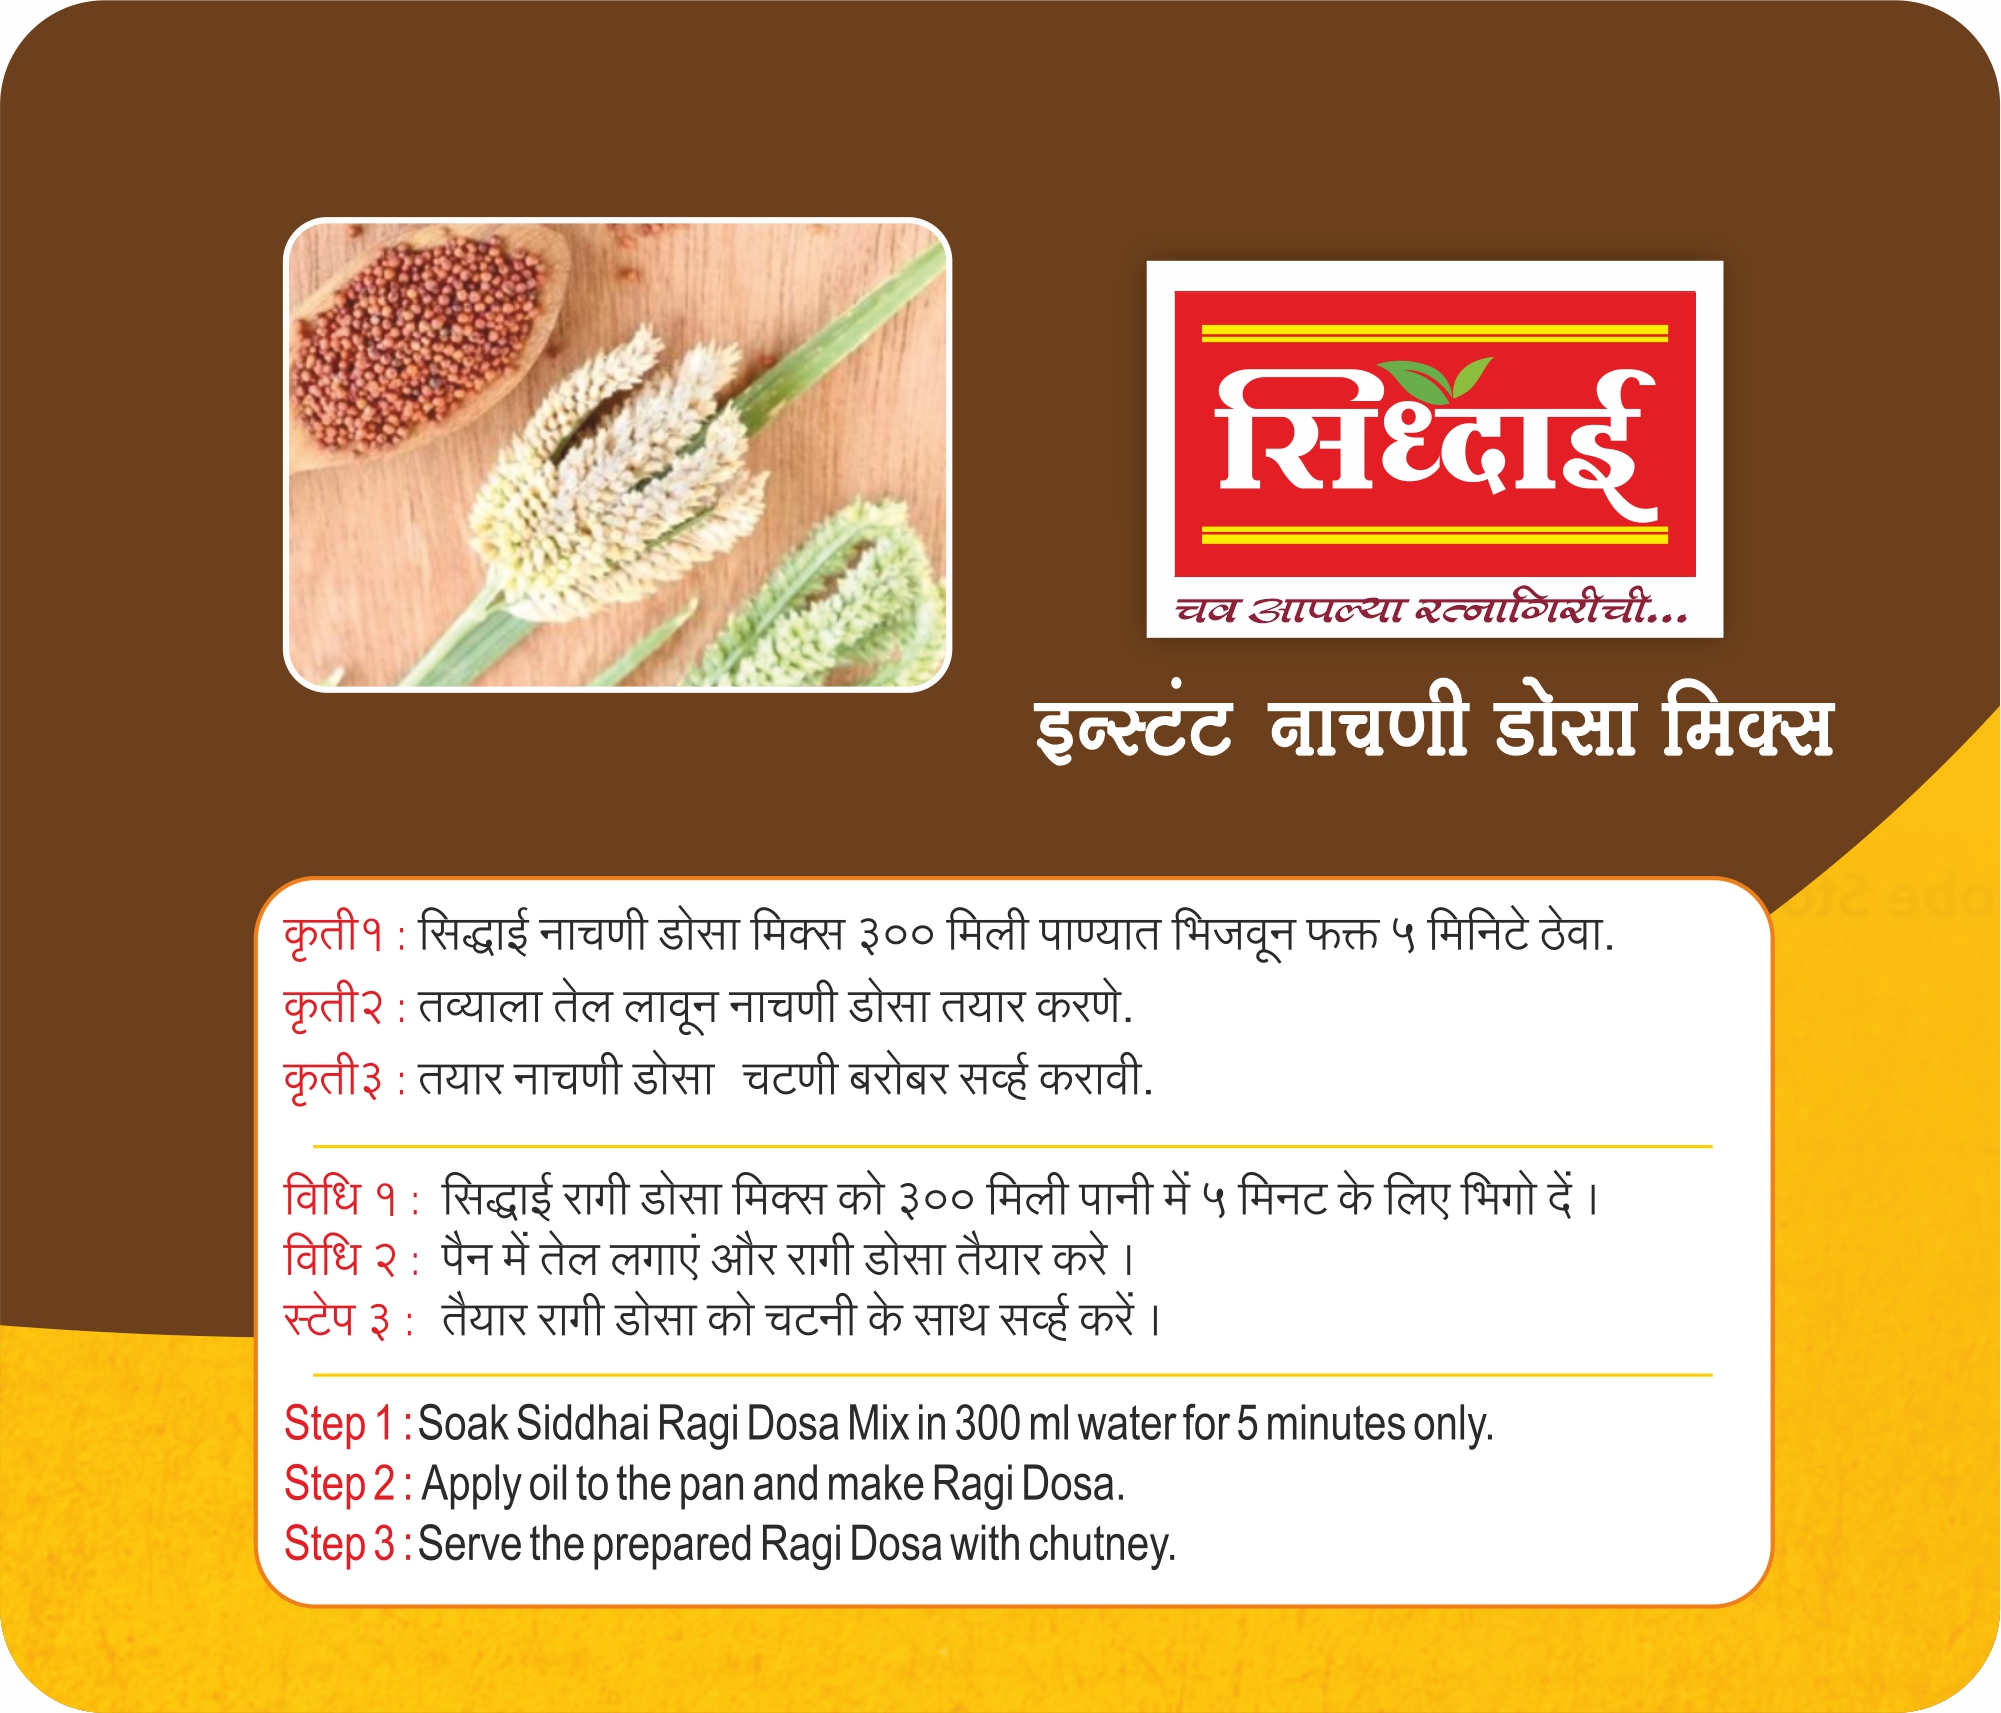 सिध्दाई
चव आपल्या रत्नागिरीची...
इन्स्टंट नाचणी डोसा मिक्स
कृती१ : सिद्धाई नाचणी डोसा मिक्स ३०० मिली पाण्यात भिजवून फक्त ५ मिनिटे ठेवा.
कृती२ : तव्याला तेल लावून नाचणी डोसा तयार करणे.
कृती३ : तयार नाचणी डोसा चटणी बरोबर सर्व्ह करावी.
विधि १ : सिद्धाई रागी डोसा मिक्स को ३०० मिली पानी में ५ मिनट के लिए भिगो दें ।
विधि २ : पैन में तेल लगाएं और रागी डोसा तैयार करे ।
स्टेप ३ : तैयार रागी डोसा को चटनी के साथ सर्व्ह करें ।
Step 1 : Soak Siddhai Ragi Dosa Mix in 300 ml water for 5 minutes only.
Step 2 : Apply oil to the pan and make Ragi Dosa.
Step 3 : Serve the prepared Ragi Dosa with chutney.